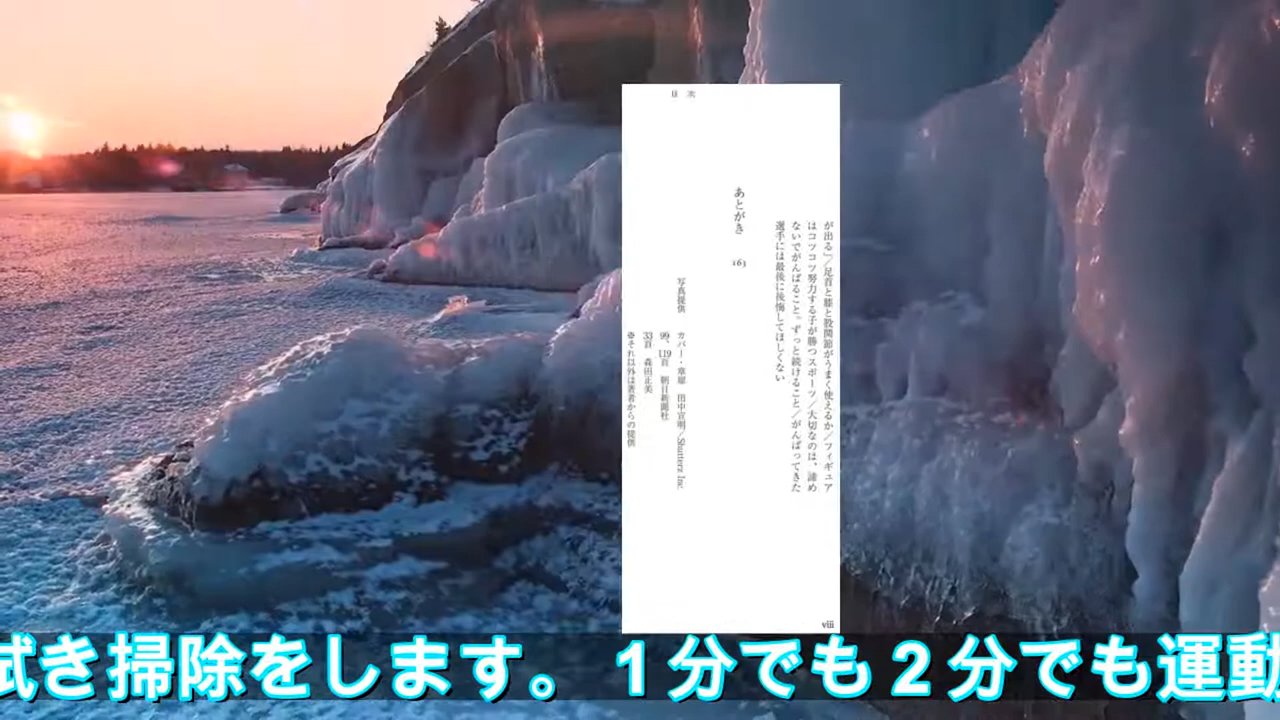 目 次
が出る」／足首と膝と股関節がうまく使えるか／フィギュア
はコツコツ努力する子が勝つスポーツ／大切なのは、諦め
ないでがんばること。ずっと続けること／がんばってきた
選手には最後に後悔してほしくない
あとがき 163
写真提供 カバー・章扉 田中宣明／Shutterz Inc.
99、119頁 朝日新聞社
33頁 森田正美
※それ以外は著者からの提供
viii
拭き掃除をします。 １分でも２分でも運動